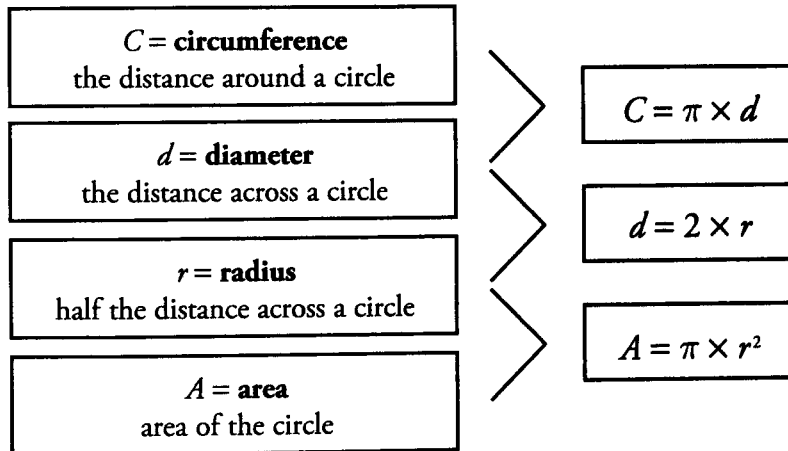 C = circumference
the distance around a circle
d = diameter
the distance across a circle
r = radius
half the distance across a circle
A = area
area of the circle
C = π × d
d = 2 × r
A = π × r²